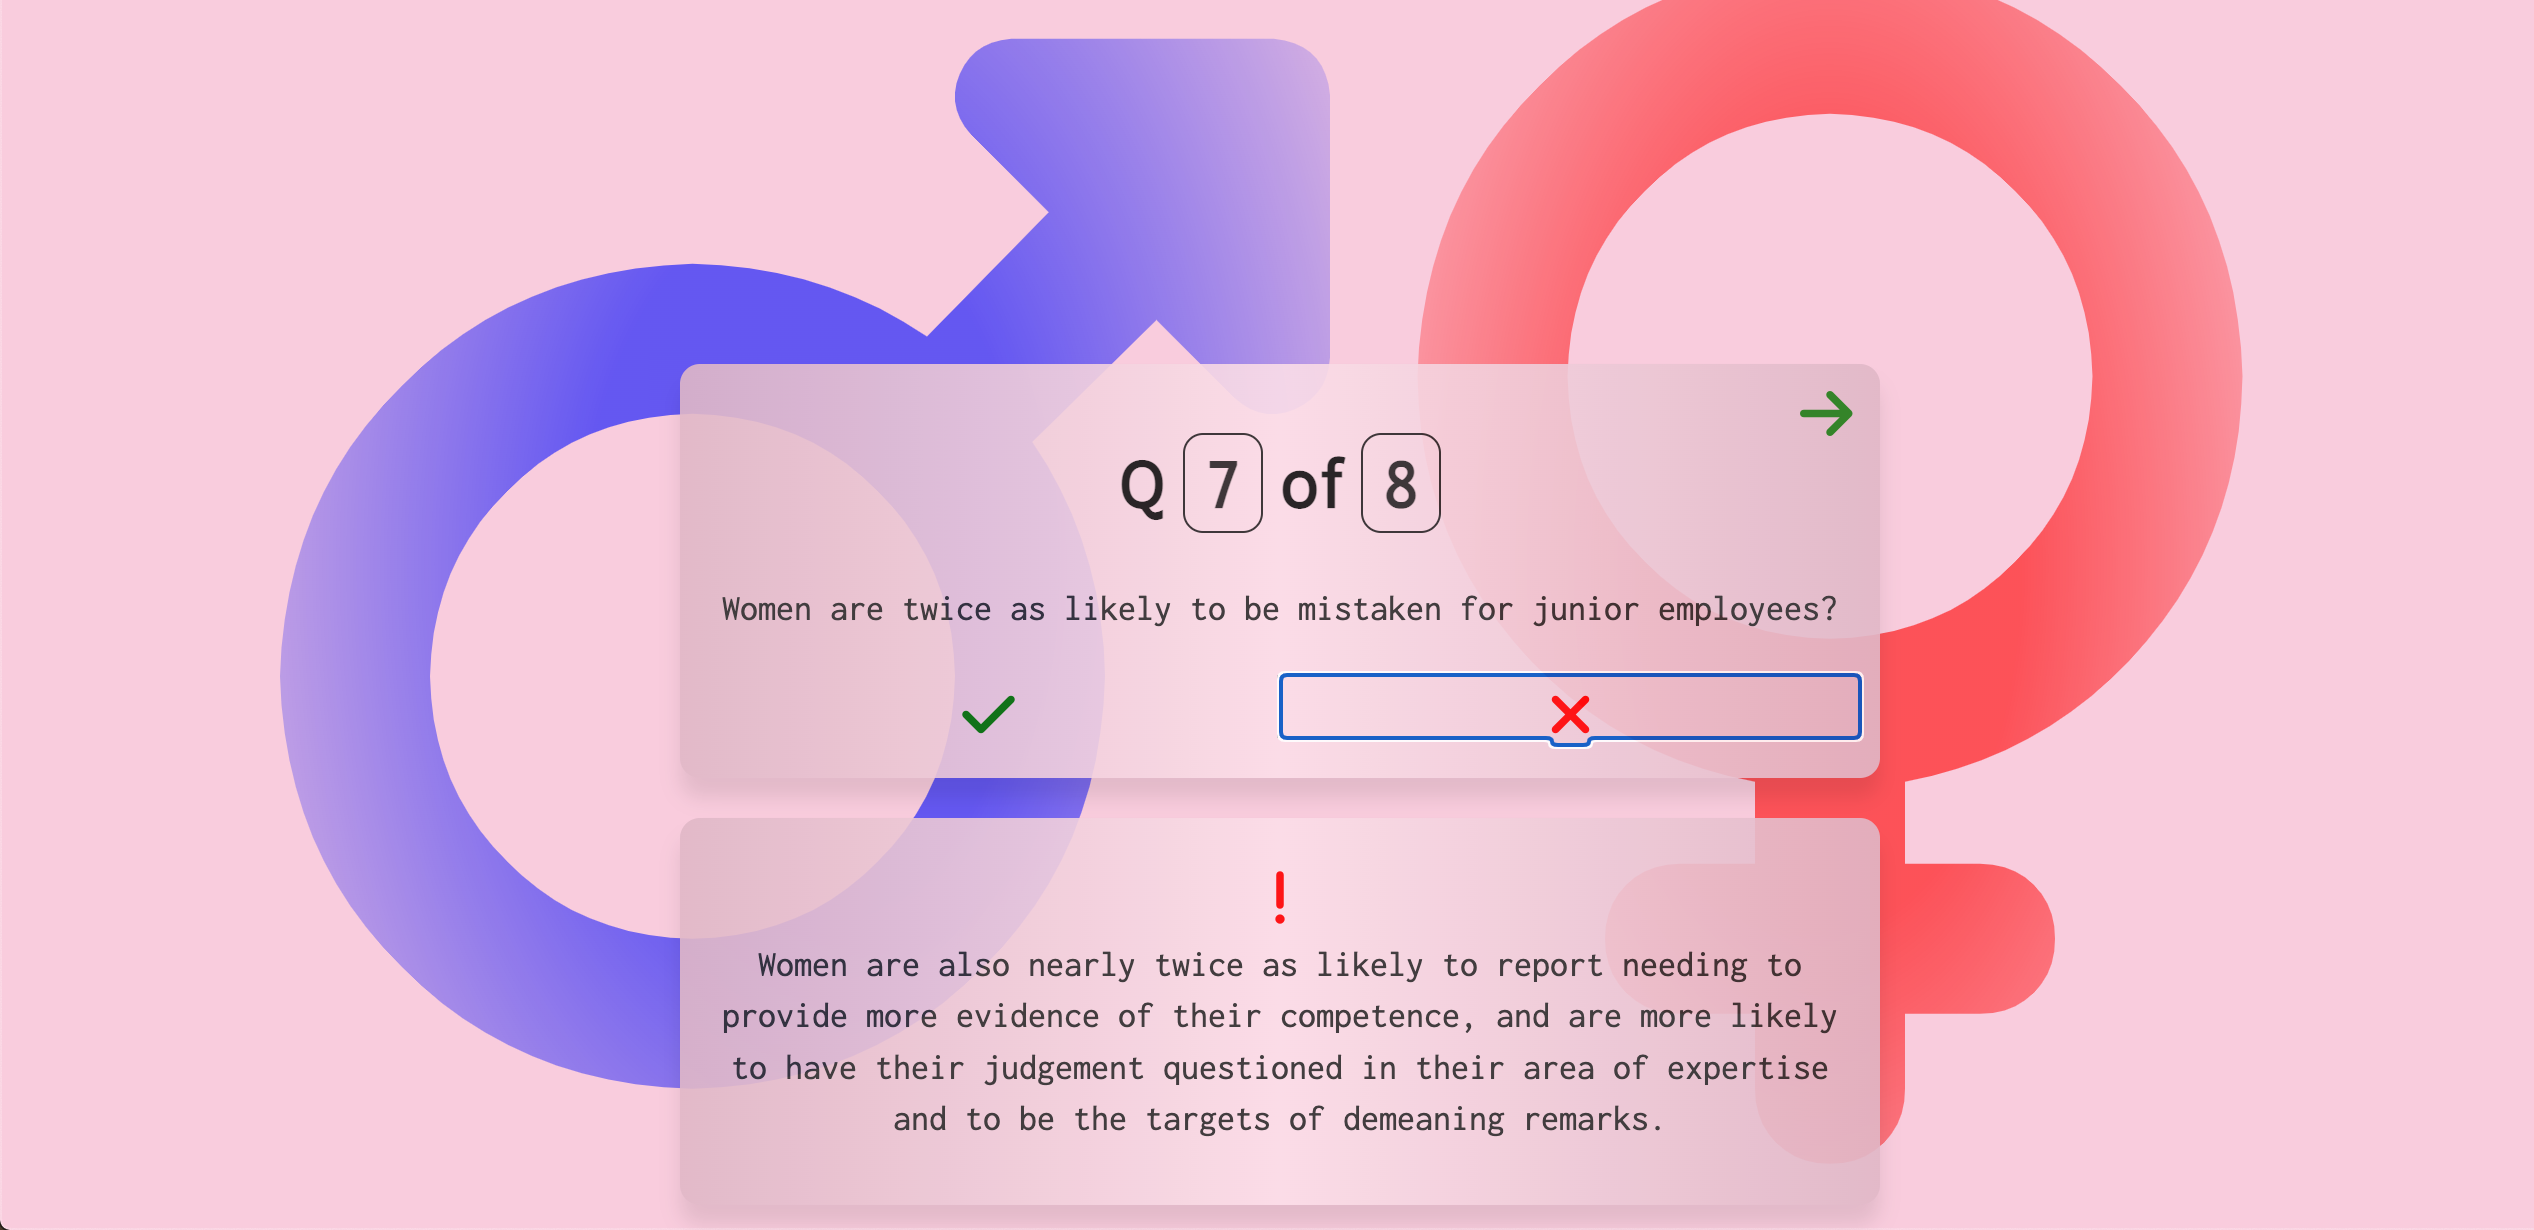 Q 7 of 8
Women are twice as likely to be mistaken for junior employees?
Women are also nearly twice as likely to report needing to
provide more evidence of their competence, and are more likely
to have their judgement questioned in their area of expertise
and to be the targets of demeaning remarks.